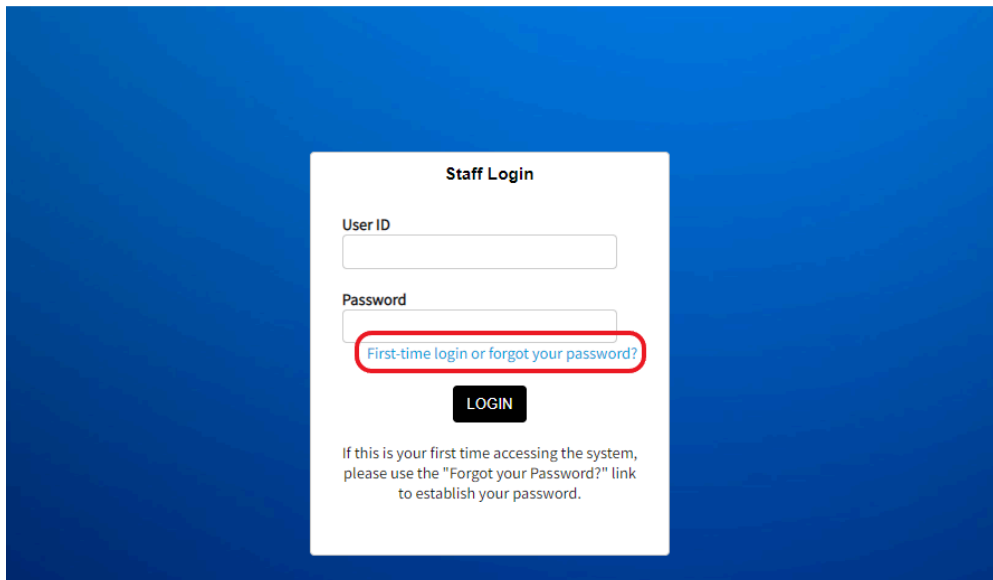 Staff Login
User ID
Password
First-time login or forgot your password?
LOGIN
If this is your first time accessing the system,
please use the "Forgot your Password?" link
to establish your password.